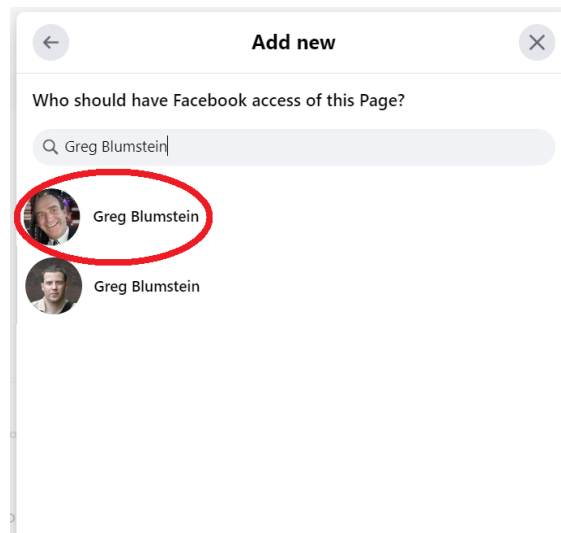 Add new
Who should have Facebook access of this Page?
Greg Blumstein
Greg Blumstein
Greg Blumstein